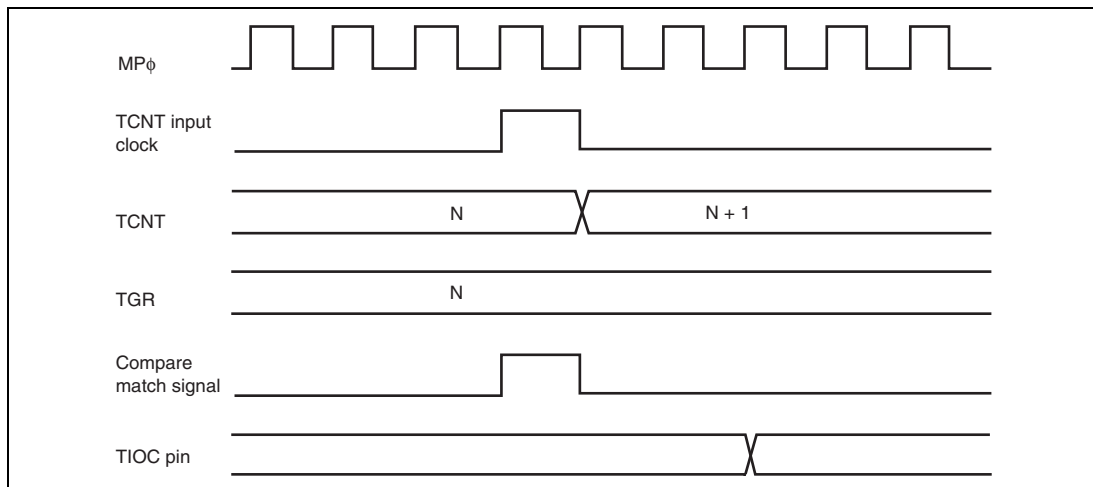 MPϕ
TCNT input
clock
TCNT
N
N + 1
TGR
N
Compare
match signal
TIOC pin